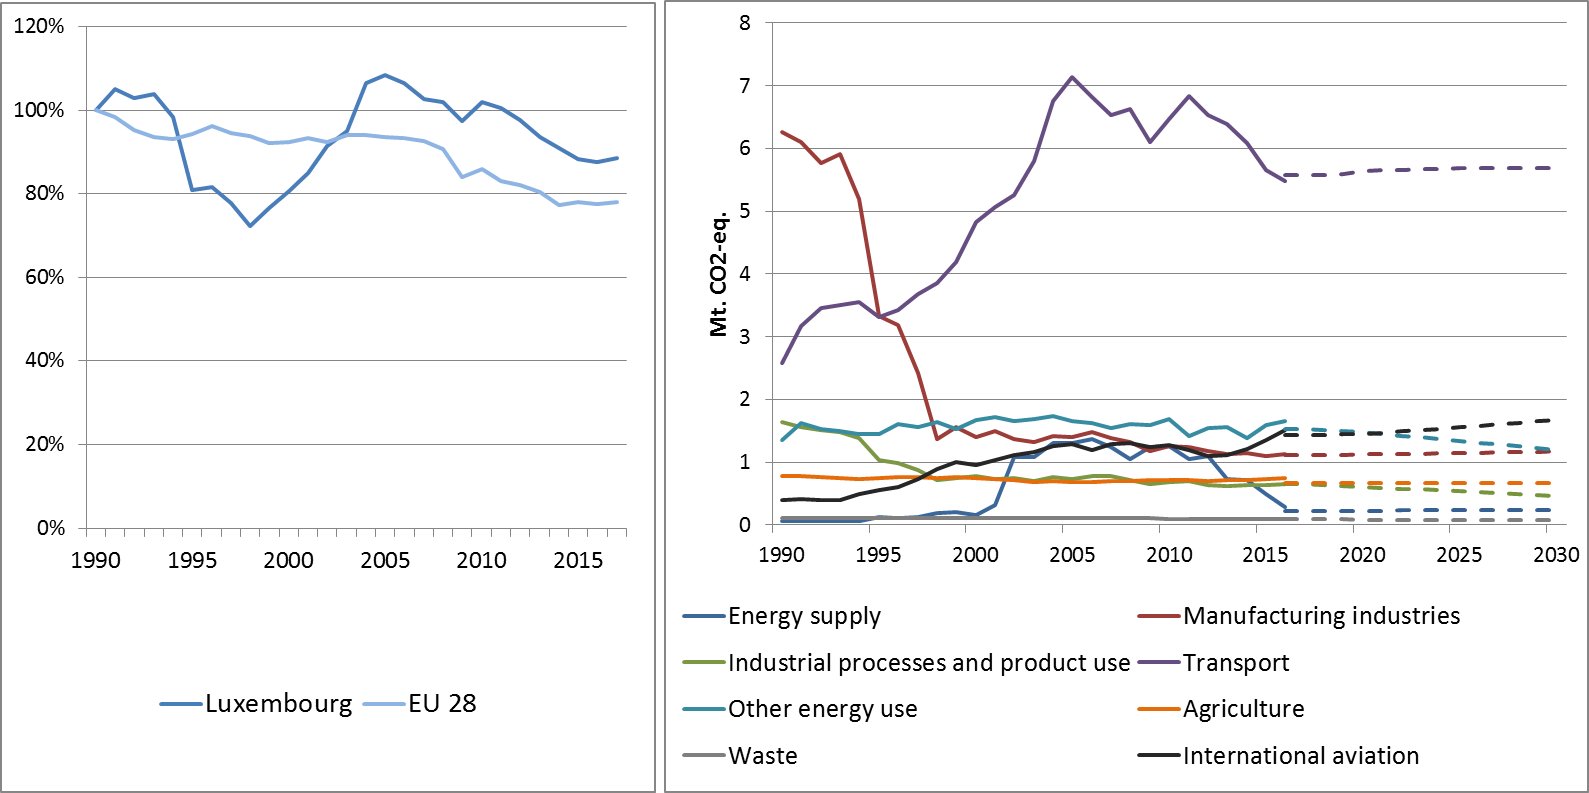 120%
100%
80%
60%
40%
20%
0%
1990 1995 2000 2005 2010 2015
Luxembourg EU 28
Mt. CO2-eq.
8
7
6
5
4
3
2
1
0
1990 1995 2000 2005 2010 2015 2020 2025 2030
Energy supply Manufacturing industries
Industrial processes and product use Transport
Other energy use Agriculture
Waste International aviation